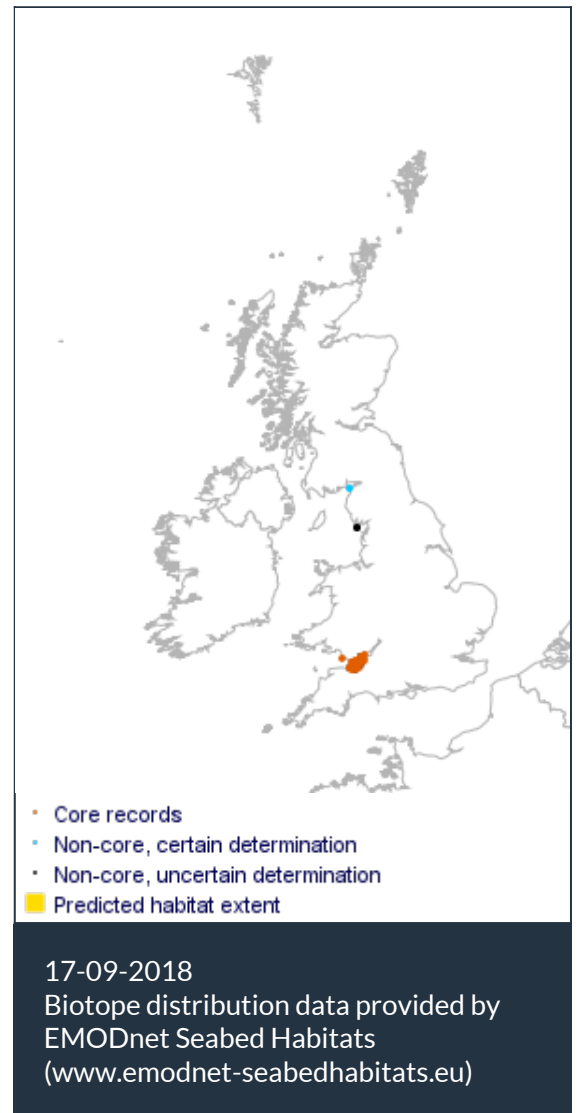 Core records
Non-core, certain determination
Non-core, uncertain determination
Predicted habitat extent
17-09-2018
Biotope distribution data provided by
EMODnet Seabed Habitats
(www.emodnet-seabedhabitats.eu)